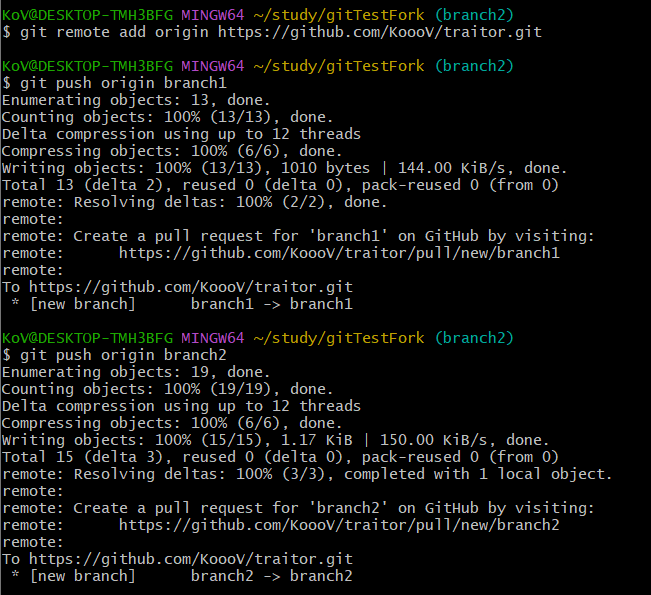 KoV@DESKTOP-TMH3BFG MINGW64 ~/study/gitTestFork (branch2)
$ git remote add origin https://github.com/KoooV/traitor.git

KoV@DESKTOP-TMH3BFG MINGW64 ~/study/gitTestFork (branch2)
$ git push origin branch1
Enumerating objects: 13, done.
Counting objects: 100% (13/13), done.
Delta compression using up to 12 threads
Compressing objects: 100% (6/6), done.
Writing objects: 100% (13/13), 1010 bytes | 144.00 KiB/s, done.
Total 13 (delta 2), reused 0 (delta 0), pack-reused 0 (from 0)
remote: Resolving deltas: 100% (2/2), done.
remote:
remote: Create a pull request for 'branch1' on GitHub by visiting:
remote:      https://github.com/KoooV/traitor/pull/new/branch1
remote:
To https://github.com/KoooV/traitor.git
 * [new branch]      branch1 -> branch1

KoV@DESKTOP-TMH3BFG MINGW64 ~/study/gitTestFork (branch2)
$ git push origin branch2
Enumerating objects: 19, done.
Counting objects: 100% (19/19), done.
Delta compression using up to 12 threads
Compressing objects: 100% (6/6), done.
Writing objects: 100% (15/15), 1.17 KiB | 150.00 KiB/s, done.
Total 15 (delta 3), reused 0 (delta 0), pack-reused 0 (from 0)
remote: Resolving deltas: 100% (3/3), completed with 1 local object.
remote:
remote: Create a pull request for 'branch2' on GitHub by visiting:
remote:      https://github.com/KoooV/traitor/pull/new/branch2
remote:
To https://github.com/KoooV/traitor.git
 * [new branch]      branch2 -> branch2